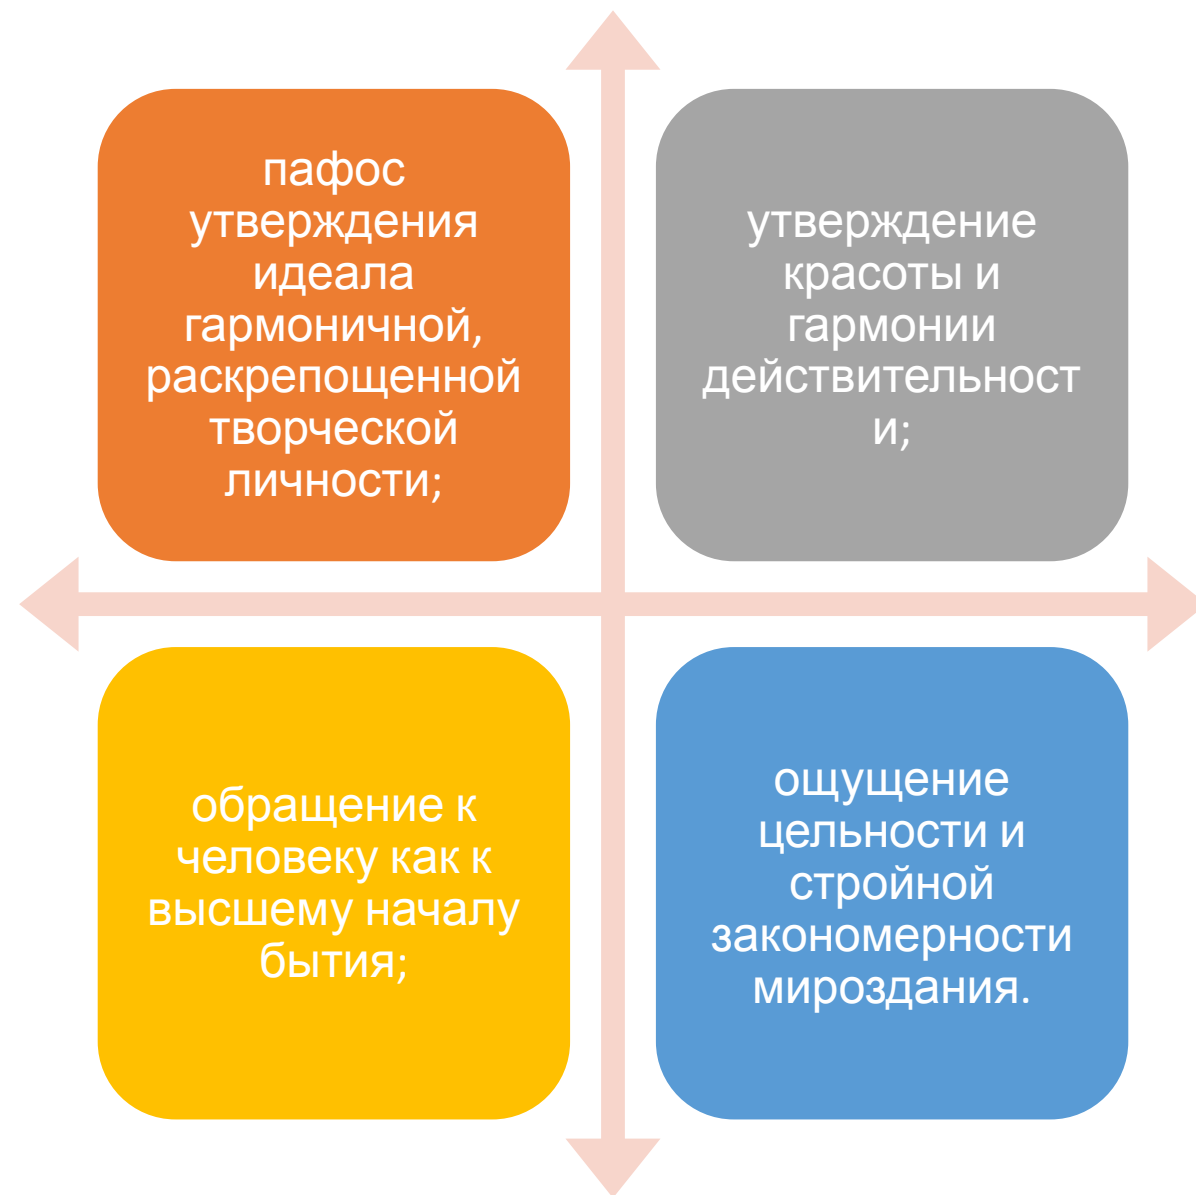 пафос
утверждения
идеала
гармоничной,
раскрепощенной
творческой
личности;
утверждение
красоты и
гармонии
действительност
и;
обращение к
человеку как к
высшему началу
бытия;
ощущение
цельности и
стройной
закономерности
мироздания.